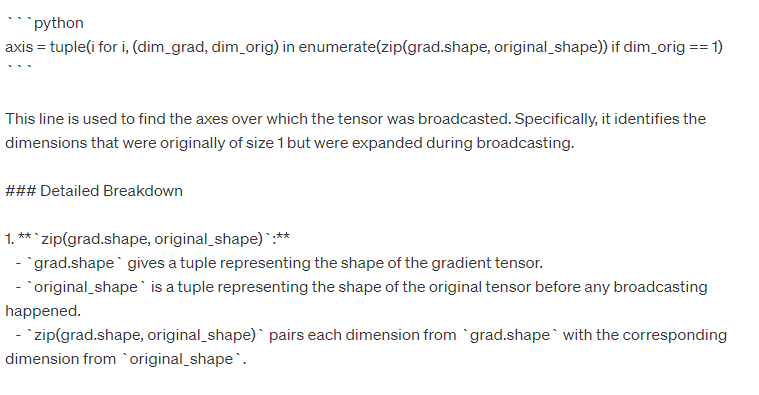 ```python
axis = tuple(i for i, (dim_grad, dim_orig) in enumerate(zip(grad.shape, original_shape)) if dim_orig == 1)
```
This line is used to find the axes over which the tensor was broadcasted. Specifically, it identifies the
dimensions that were originally of size 1 but were expanded during broadcasting.
### Detailed Breakdown
1. **`zip(grad.shape, original_shape)`:**
- `grad.shape` gives a tuple representing the shape of the gradient tensor.
- `original_shape` is a tuple representing the shape of the original tensor before any broadcasting
happened.
- `zip(grad.shape, original_shape)` pairs each dimension from `grad.shape` with the corresponding
dimension from `original_shape`.